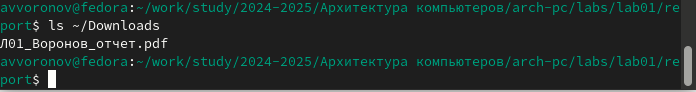 avvoronov@fedora:~/work/study/2024-2025/Архитектура компьютеров/arch-pc/labs/lab01/re
port$ ls ~/Downloads
Л01_Воронов_отчет.pdf
avvoronov@fedora:~/work/study/2024-2025/Архитектура компьютеров/arch-pc/labs/lab01/re
port$